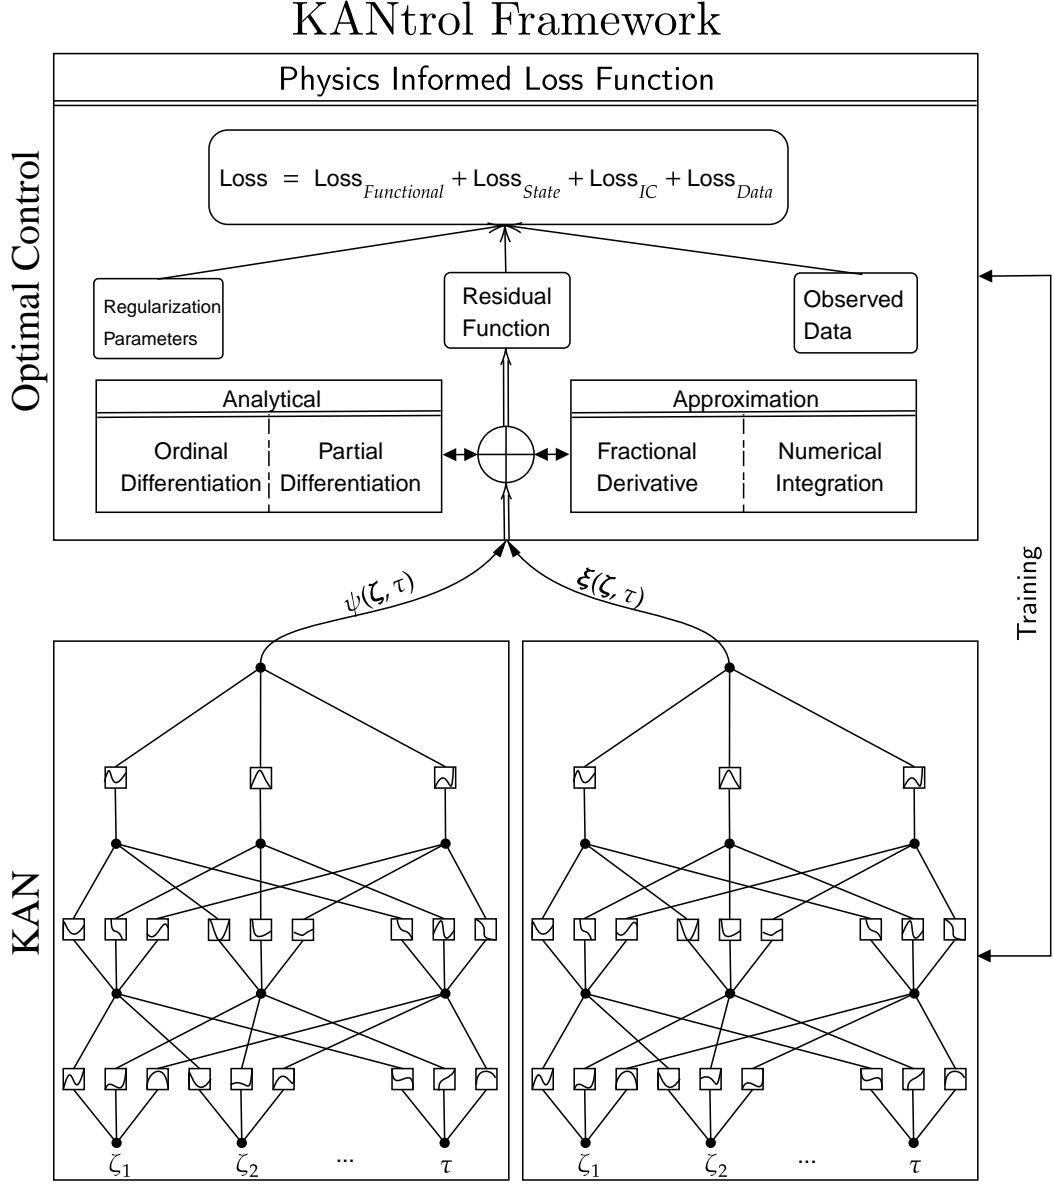 KANtrol Framework
Physics Informed Loss Function
Optimal Control
Loss = Loss_Functional + Loss_State + Loss_IC + Loss_Data
Regularization
Parameters
Residual
Function
Observed
Data
Analytical
Ordinal
Differentiation
Partial
Differentiation
Approximation
Fractional
Derivative
Numerical
Integration
Training
ψ(ζ, τ)
ξ(ζ, τ)
KAN
ζ₁ ζ₂ ... τ
ζ₁ ζ₂ ... τ